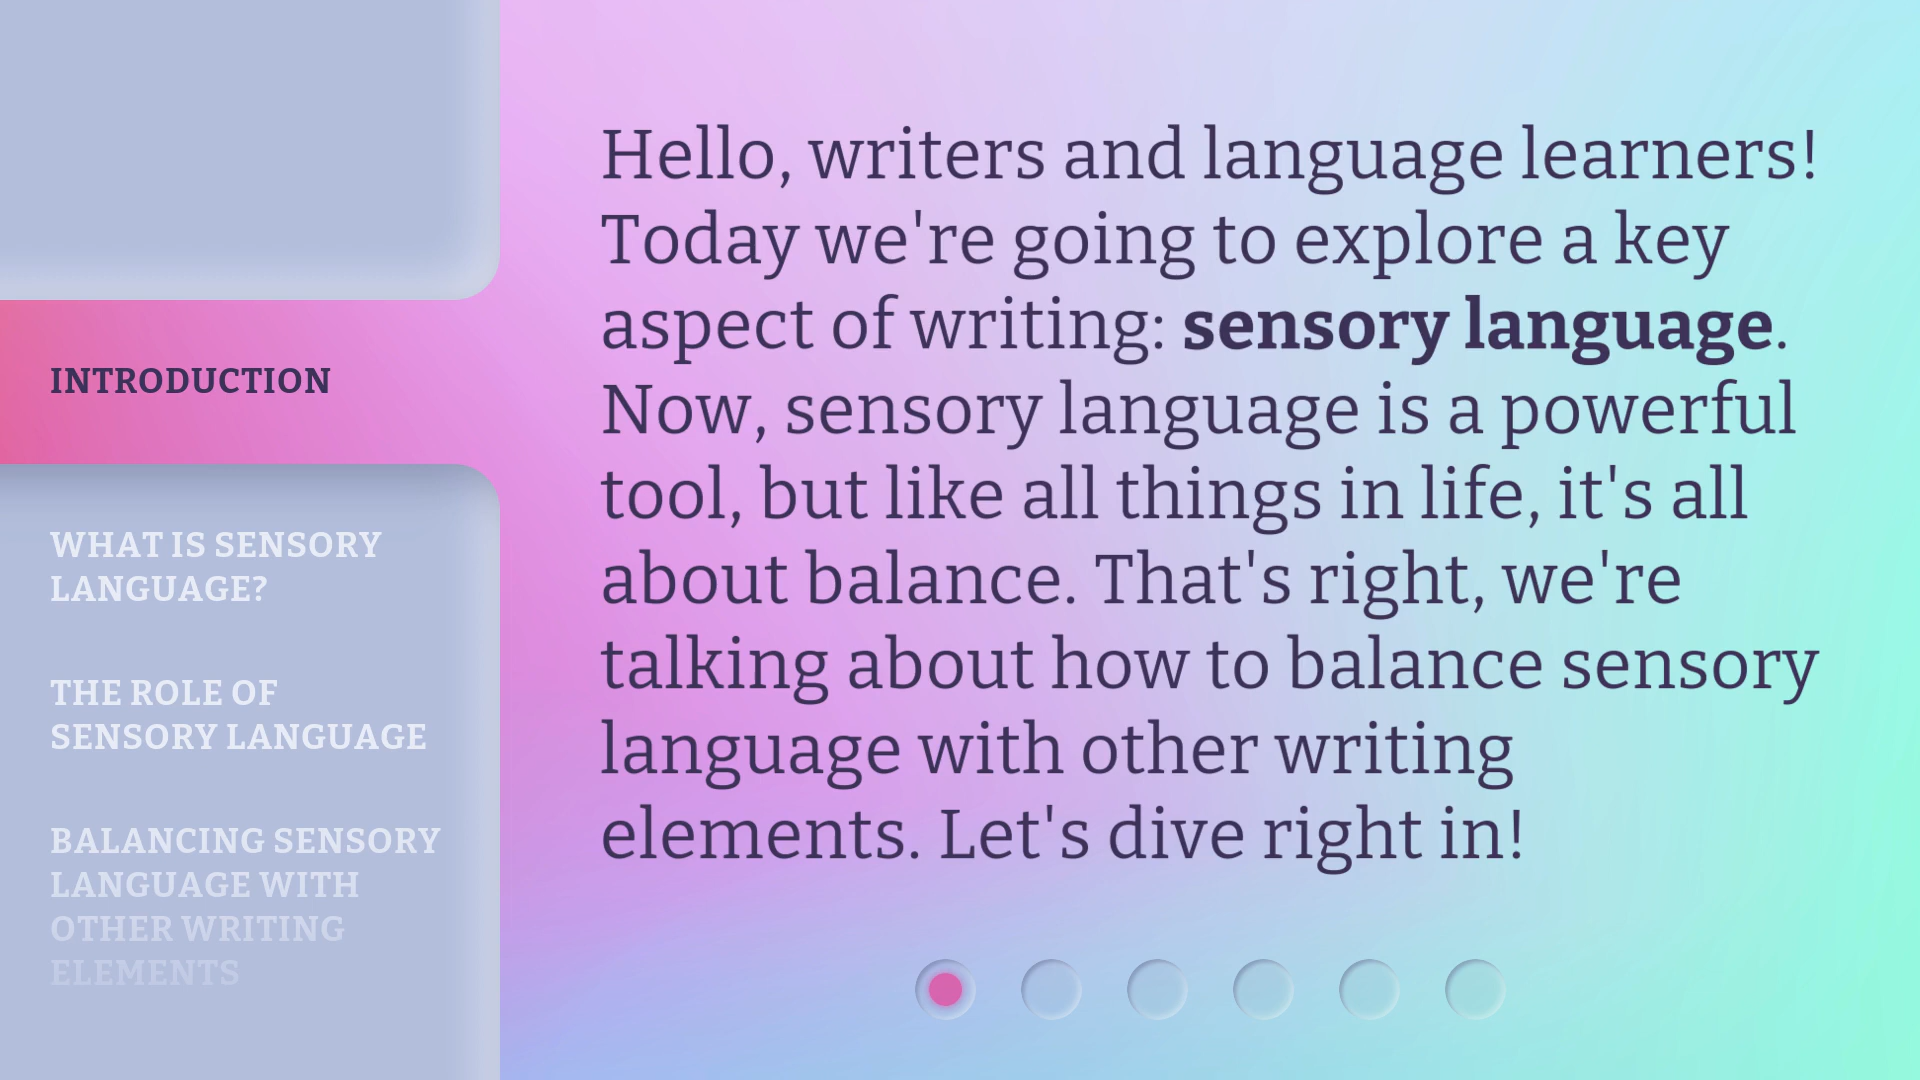 INTRODUCTION
WHAT IS SENSORY
LANGUAGE?
THE ROLE OF
SENSORY LANGUAGE
BALANCING SENSORY
LANGUAGE WITH
OTHER WRITING
ELEMENTS
Hello, writers and language learners!
Today we're going to explore a key
aspect of writing: sensory language.
Now, sensory language is a powerful
tool, but like all things in life, it's all
about balance. That's right, we're
talking about how to balance sensory
language with other writing
elements. Let's dive right in!